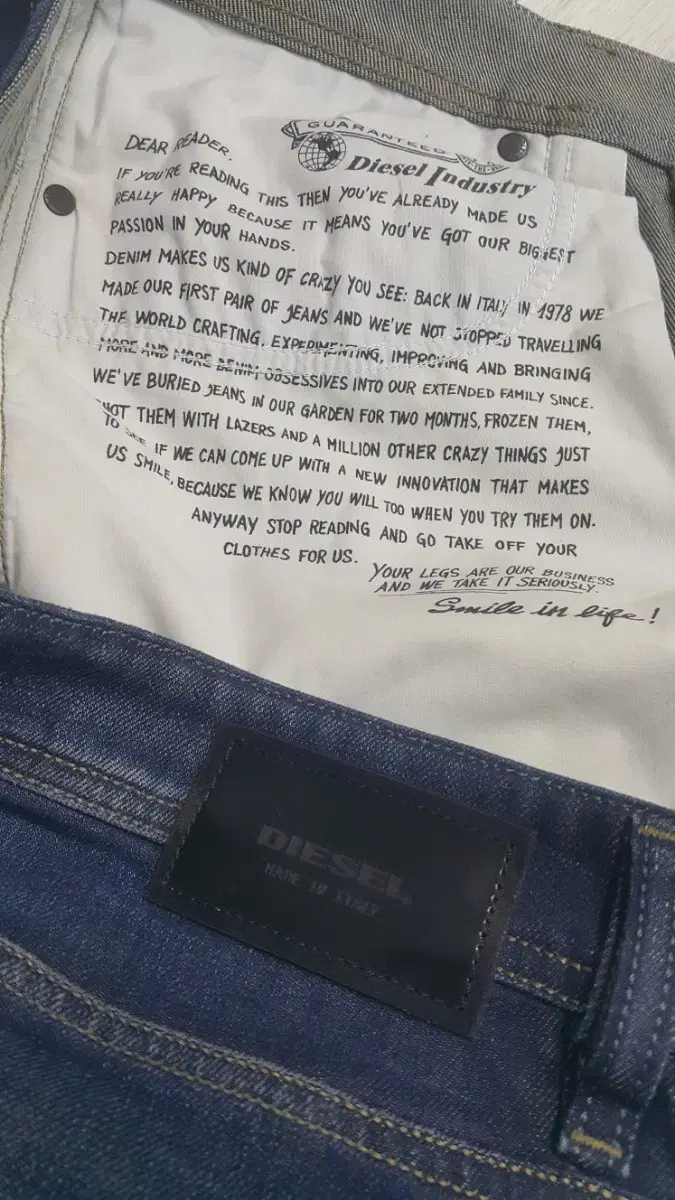 GUARANTEED
Diesel Industry
DEAR READER,
IF YOU'RE READING THIS THEN YOU'VE ALREADY MADE US
REALLY HAPPY BECAUSE IT MEANS YOU'VE GOT OUR BIGGEST
PASSION IN YOUR HANDS.
DENIM MAKES US KIND OF CRAZY YOU SEE: BACK IN ITALY IN 1978 WE
MADE OUR FIRST PAIR OF JEANS AND WE'VE NOT STOPPED TRAVELLING
THE WORLD CRAFTING, EXPERIMENTING, IMPROVING AND BRINGING
MORE AND MORE DENIM OBSESSIVES INTO OUR EXTENDED FAMILY SINCE.
WE'VE BURIED JEANS IN OUR GARDEN FOR TWO MONTHS, FROZEN THEM,
SHOT THEM WITH LAZERS AND A MILLION OTHER CRAZY THINGS JUST
TO SEE IF WE CAN COME UP WITH A NEW INNOVATION THAT MAKES
US SMILE, BECAUSE WE KNOW YOU WILL TOO WHEN YOU TRY THEM ON.
ANYWAY STOP READING AND GO TAKE OFF YOUR
CLOTHES FOR US.
YOUR LEGS ARE OUR BUSINESS
AND WE TAKE IT SERIOUSLY.
Smile in life!
DIESEL
MADE IN ITALY